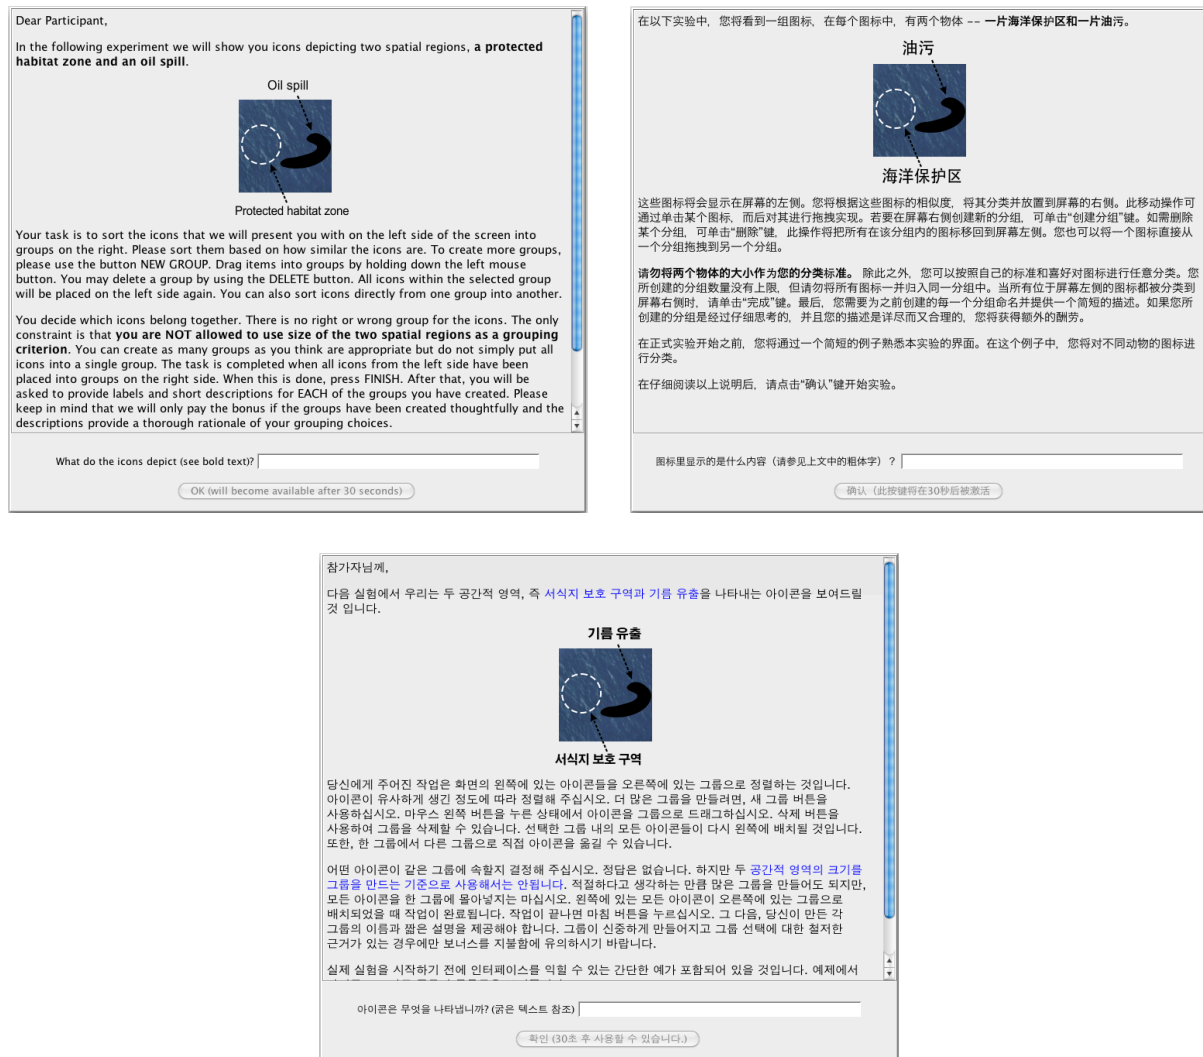 Dear Participant,
In the following experiment we will show you icons depicting two spatial regions, a protected
habitat zone and an oil spill.
Oil spill
Protected habitat zone
Your task is to sort the icons that we will present you with on the left side of the screen into
groups on the right. Please sort them based on how similar the icons are. To create more groups,
please use the button NEW GROUP. Drag items into groups by holding down the left mouse
button. You may delete a group by using the DELETE button. All icons within the selected group
will be placed on the left side again. You can also sort icons directly from one group into another.
You decide which icons belong together. There is no right or wrong group for the icons. The only
constraint is that you are NOT allowed to use size of the two spatial regions as a grouping
criterion. You can create as many groups as you think are appropriate but do not simply put all
icons into a single group. The task is completed when all icons from the left side have been
placed into groups on the right side. When this is done, press FINISH. After that, you will be
asked to provide labels and short descriptions for EACH of the groups you have created. Please
keep in mind that we will only pay the bonus if the groups have been created thoughtfully and the
descriptions provide a thorough rationale of your grouping choices.
What do the icons depict (see bold text)?
OK (will become available after 30 seconds)
在以下实验中，您将看到一组图标，在每个图标中，有两个物体 -- 一片海洋保护区和一片油污。
油污
海洋保护区
这些图标将会显示在屏幕的左侧。您将根据这些图标的相似度，将其分类并放置到屏幕的右侧。此移动操作可
通过单击某个图标，而后对其进行拖拽实现。若要在屏幕右侧创建新的分组，可单击“创建分组”键。如需删除
某个分组，可单击“删除”键，此操作将把所有在该分组内的图标移回到屏幕左侧。您也可以将一个图标直接从
一个分组拖拽到另一个分组。
请勿将两个物体的大小作为您的分类标准。 除此之外，您可以按照自己的标准和喜好对图标进行任意分类。您
所创建的分组数量没有上限，但请勿将所有图标一并归入同一分组中。当所有位于屏幕左侧的图标都被分类到
屏幕右侧时，请单击“完成”键。最后，您需要为之前创建的每一个分组命名并提供一个简短的描述。如果您所
创建的分组是经过仔细思考的，并且您的描述是详尽而又合理的，您将获得额外的酬劳。
在正式实验开始之前，您将通过一个简短的例子熟悉本实验的界面。在这个例子中，您将对不同动物的图标进
行分类。
在仔细阅读以上说明后，请点击“确认”键开始实验。
图标里显示的是什么内容（请参见上文中的粗体字）？
确认（此按键将在30秒后被激活
참가자님께,
다음 실험에서 우리는 두 공간적 영역, 즉 서식지 보호 구역과 기름 유출을 나타내는 아이콘을 보여드릴
것 입니다.
기름 유출
서식지 보호 구역
당신에게 주어진 작업은 화면의 왼쪽에 있는 아이콘들을 오른쪽에 있는 그룹으로 정렬하는 것입니다.
아이콘이 유사하게 생긴 정도에 따라 정렬해 주십시오. 더 많은 그룹을 만들려면, 새 그룹 버튼을
사용하십시오. 마우스 왼쪽 버튼을 누른 상태에서 아이콘을 그룹으로 드래그하십시오. 삭제 버튼을
사용하여 그룹을 삭제할 수 있습니다. 선택한 그룹 내의 모든 아이콘들이 다시 왼쪽에 배치될 것입니다.
또한, 한 그룹에서 다른 그룹으로 직접 아이콘을 옮길 수 있습니다.
어떤 아이콘이 같은 그룹에 속할지 결정해 주십시오. 정답은 없습니다. 하지만 두 공간적 영역의 크기를
그룹을 만드는 기준으로 사용해서는 안됩니다. 적절하다고 생각하는 만큼 많은 그룹을 만들어도 되지만,
모든 아이콘을 한 그룹에 몰아넣지는 마십시오. 왼쪽에 있는 모든 아이콘이 오른쪽에 있는 그룹으로
배치되었을 때 작업이 완료됩니다. 작업이 끝나면 마침 버튼을 누르십시오. 그 다음, 당신이 만든 각
그룹의 이름과 짧은 설명을 제공해야 합니다. 그룹이 신중하게 만들어지고 그룹 선택에 대한 철저한
근거가 있는 경우에만 보너스를 지불함에 유의하시기 바랍니다.
실제 실험을 시작하기 전에 인터페이스를 익힐 수 있는 간단한 예가 포함되어 있을 것입니다. 예제에서
아이콘은 무엇을 나타냅니까? (굵은 텍스트 참조)
확인 (30초 후 사용할 수 있습니다.)